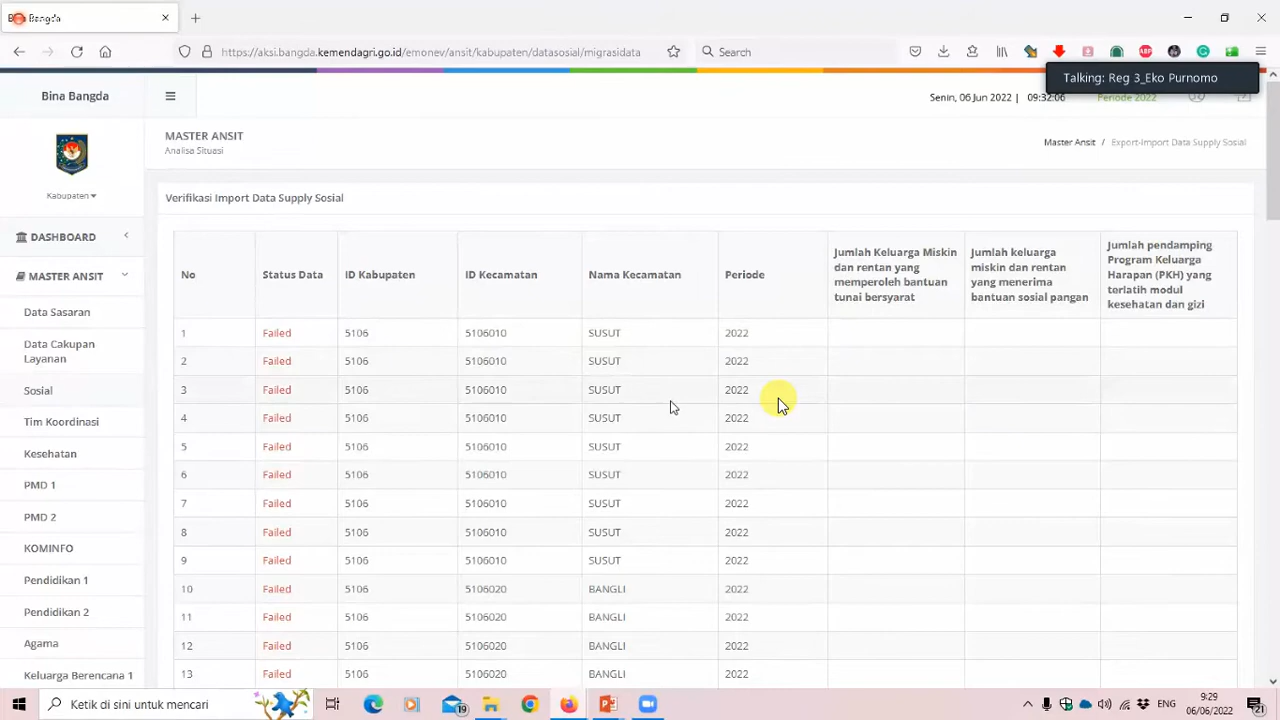 Bina Bangda
https://aksi.bangda.kemendagri.go.id/emonev/ansit/kabupaten/datasosial/migrasidata
Search
Talking: Reg 3_Eko Purnomo
Bina Bangda
Senin, 06 Jun 2022 | 09:32:06
Periode 2022
MASTER ANSIT
Analisa Situasi
Master Ansit / Export-Import Data Supply Sosial
Kabupaten
DASHBOARD
MASTER ANSIT
Data Sasaran
Data Cakupan
Layanan
Sosial
Tim Koordinasi
Kesehatan
PMD 1
PMD 2
KOMINFO
Pendidikan 1
Pendidikan 2
Agama
Keluarga Berencana 1
Verifikasi Import Data Supply Sosial
No
Status Data
ID Kabupaten
ID Kecamatan
Nama Kecamatan
Periode
Jumlah Keluarga Miskin
dan rentan yang
memperoleh bantuan
tunai bersyarat
Jumlah keluarga
miskin dan rentan
yang menerima
bantuan sosial pangan
Jumlah pendamping
Program Keluarga
Harapan (PKH) yang
terlatih modul
kesehatan dan gizi
1 Failed 5106 5106010 SUSUT 2022
2 Failed 5106 5106010 SUSUT 2022
3 Failed 5106 5106010 SUSUT 2022
4 Failed 5106 5106010 SUSUT 2022
5 Failed 5106 5106010 SUSUT 2022
6 Failed 5106 5106010 SUSUT 2022
7 Failed 5106 5106010 SUSUT 2022
8 Failed 5106 5106010 SUSUT 2022
9 Failed 5106 5106010 SUSUT 2022
10 Failed 5106 5106020 BANGLI 2022
11 Failed 5106 5106020 BANGLI 2022
12 Failed 5106 5106020 BANGLI 2022
13 Failed 5106 5106020 BANGLI 2022
Ketik di sini untuk mencari
19
ENG
9:29
06/06/2022
21